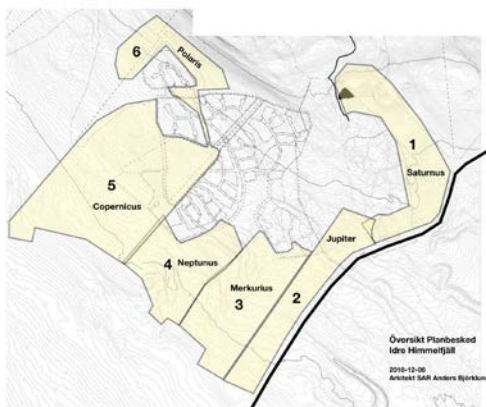 6
Polaris
1
Saturnus
5
Copernicus
Jupiter
4
Neptunus
Merkurius
3
2
Översikt Planbesked
Idre Himmelfjäll
2016-12-06
Arkitekt SAR Anders Björklund